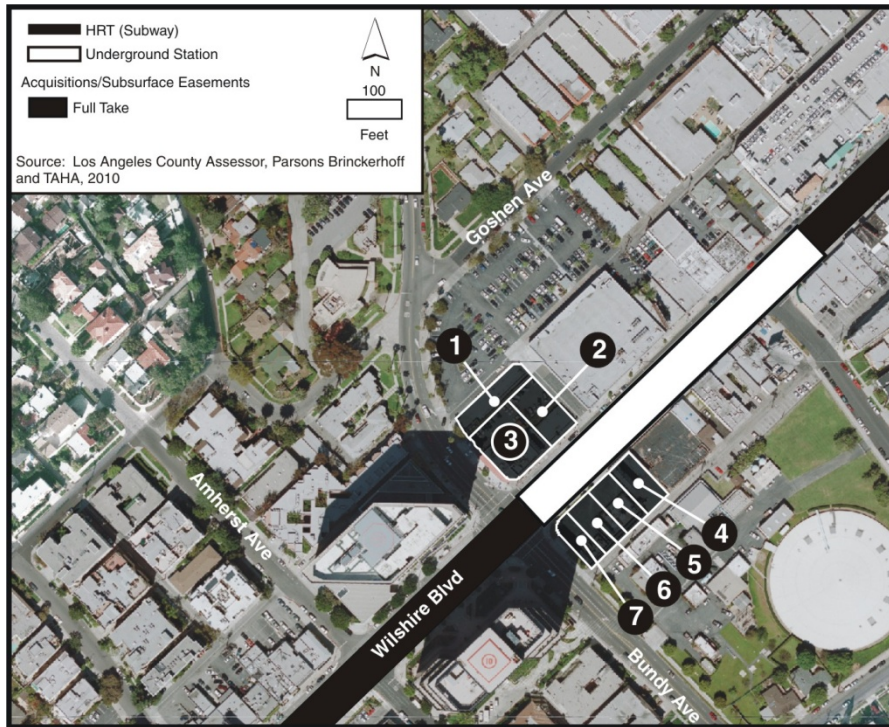 HRT (Subway)
Underground Station
Acquisitions/Subsurface Easements
Full Take
N
100
Feet
Source: Los Angeles County Assessor, Parsons Brinckerhoff
and TAHA, 2010
Goshen Ave
1
2
3
4
5
6
7
Amherst Ave
Wilshire Blvd
Bundy Ave